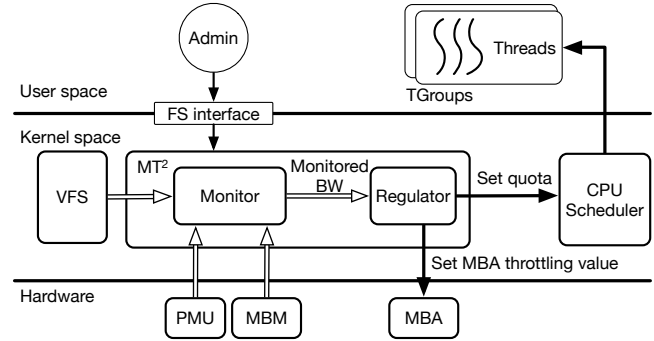 Admin
Threads
TGroups
User space
FS interface
Kernel space
MT²
VFS
Monitor
Monitored
BW
Regulator
Set quota
CPU
Scheduler
Set MBA throttling value
Hardware
PMU
MBM
MBA